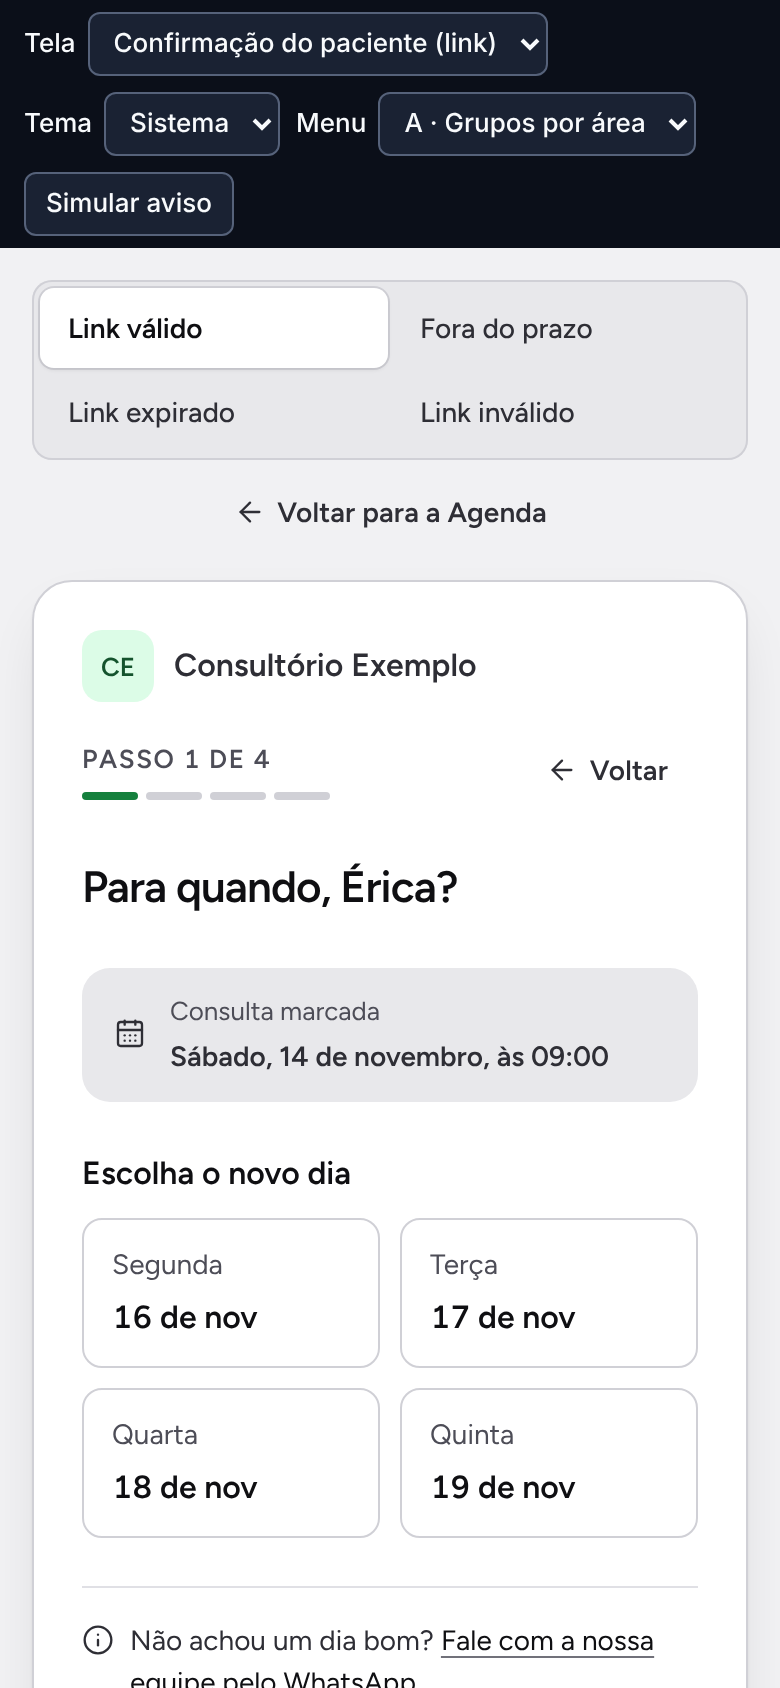 Tela Confirmação do paciente (link)
Tema Sistema Menu A · Grupos por área
Simular aviso
Link válido Fora do prazo
Link expirado Link inválido
← Voltar para a Agenda
CE Consultório Exemplo
PASSO 1 DE 4
← Voltar
Para quando, Érica?
Consulta marcada
Sábado, 14 de novembro, às 09:00
Escolha o novo dia
Segunda Terça
16 de nov 17 de nov
Quarta Quinta
18 de nov 19 de nov
Não achou um dia bom? Fale com a nossa
equipe pelo WhatsApp